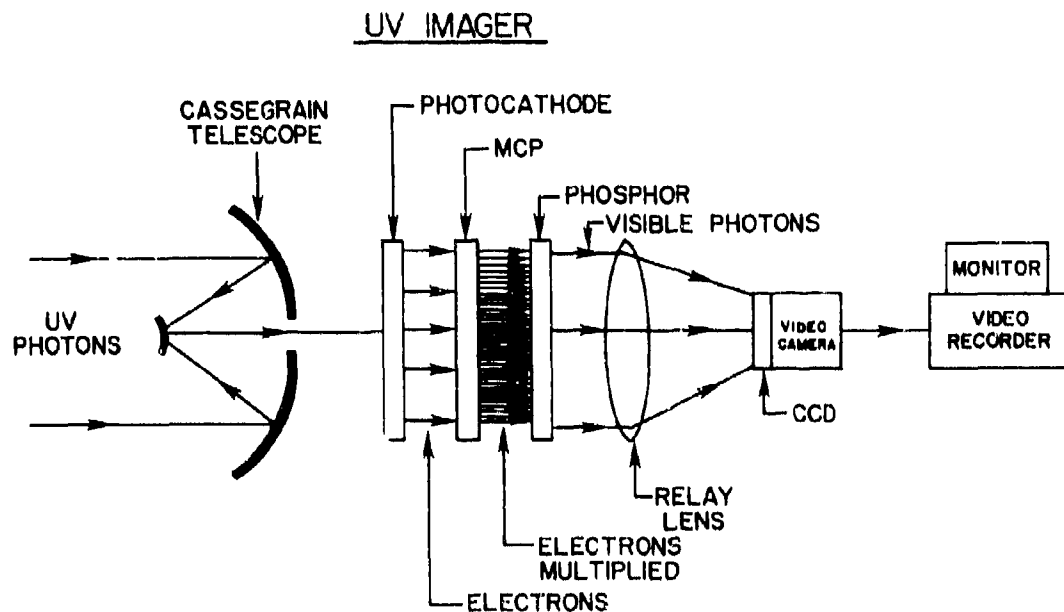 UV IMAGER
CASSEGRAIN
TELESCOPE
PHOTOCATHODE
MCP
PHOSPHOR
VISIBLE PHOTONS
UV
PHOTONS
MONITOR
VIDEO
RECORDER
VIDEO
CAMERA
CCD
RELAY
LENS
ELECTRONS
MULTIPLIED
ELECTRONS